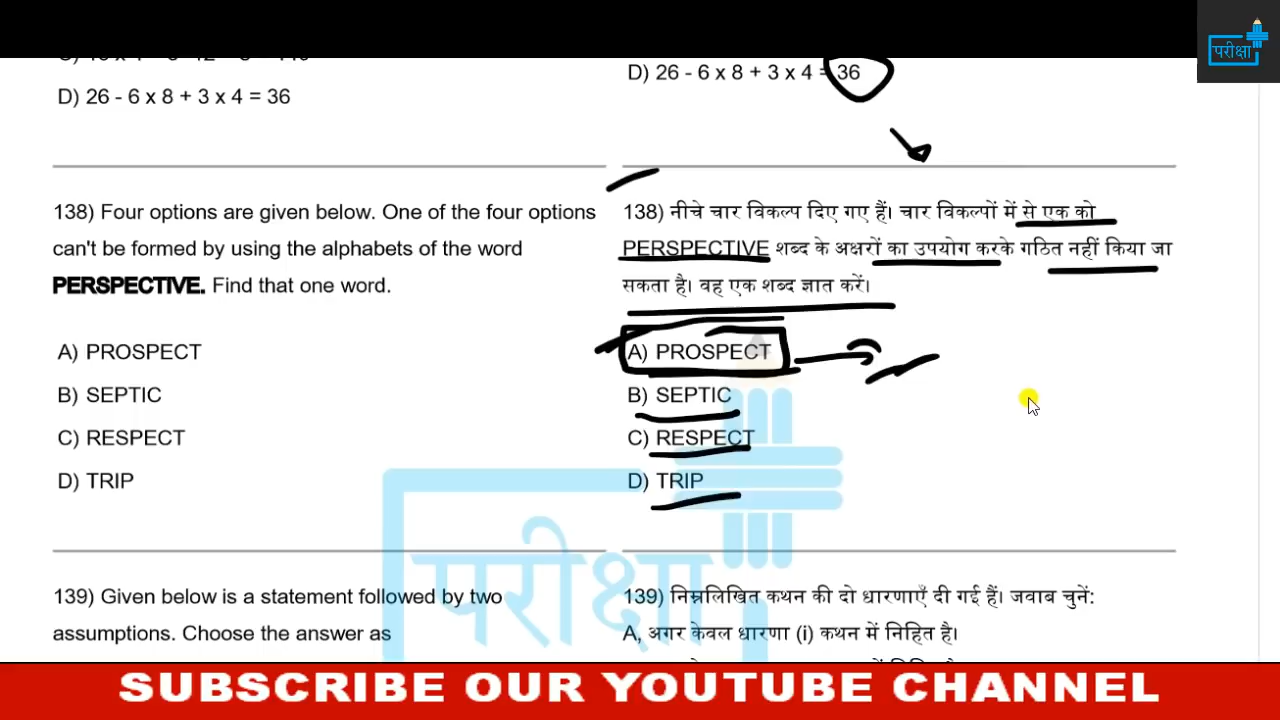 परीक्षा
D) 26 - 6 x 8 + 3 x 4 = 36
D) 26 - 6 x 8 + 3 x 4 = 36
138) Four options are given below. One of the four options
can't be formed by using the alphabets of the word
PERSPECTIVE. Find that one word.
A) PROSPECT
B) SEPTIC
C) RESPECT
D) TRIP
138) नीचे चार विकल्प दिए गए हैं। चार विकल्पों में से एक को
PERSPECTIVE शब्द के अक्षरों का उपयोग करके गठित नहीं किया जा
सकता है। वह एक शब्द ज्ञात करें।
A) PROSPECT
B) SEPTIC
C) RESPECT
D) TRIP
परीक्षा
139) Given below is a statement followed by two
assumptions. Choose the answer as
139) निम्नलिखित कथन की दो धारणाएँ दी गई हैं। जवाब चुनें:
A, अगर केवल धारणा (i) कथन में निहित है।
SUBSCRIBE OUR YOUTUBE CHANNEL